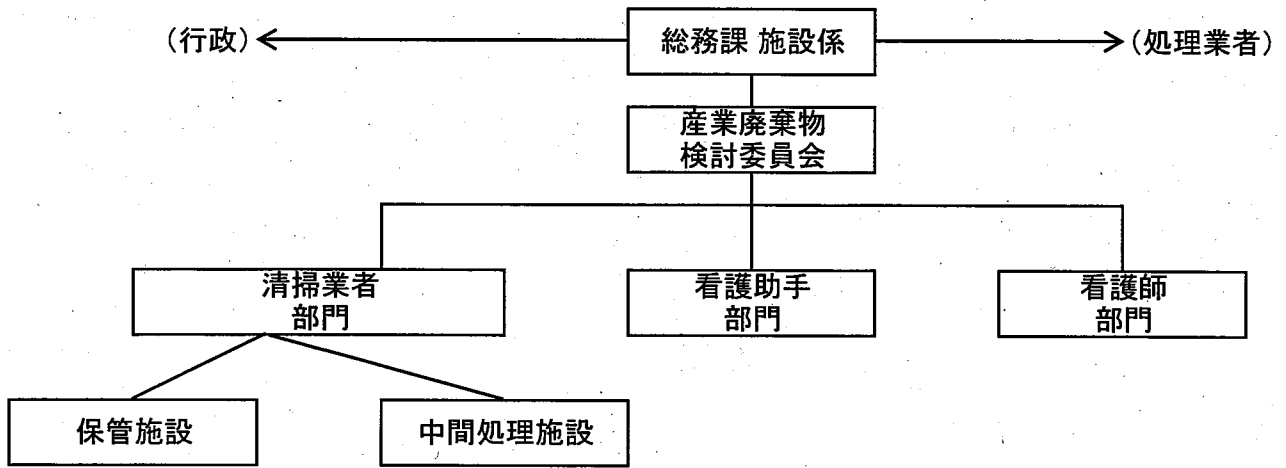 （行政）
総務課 施設係
（処理業者）
産業廃棄物
検討委員会
清掃業者
部門
看護助手
部門
看護師
部門
保管施設
中間処理施設